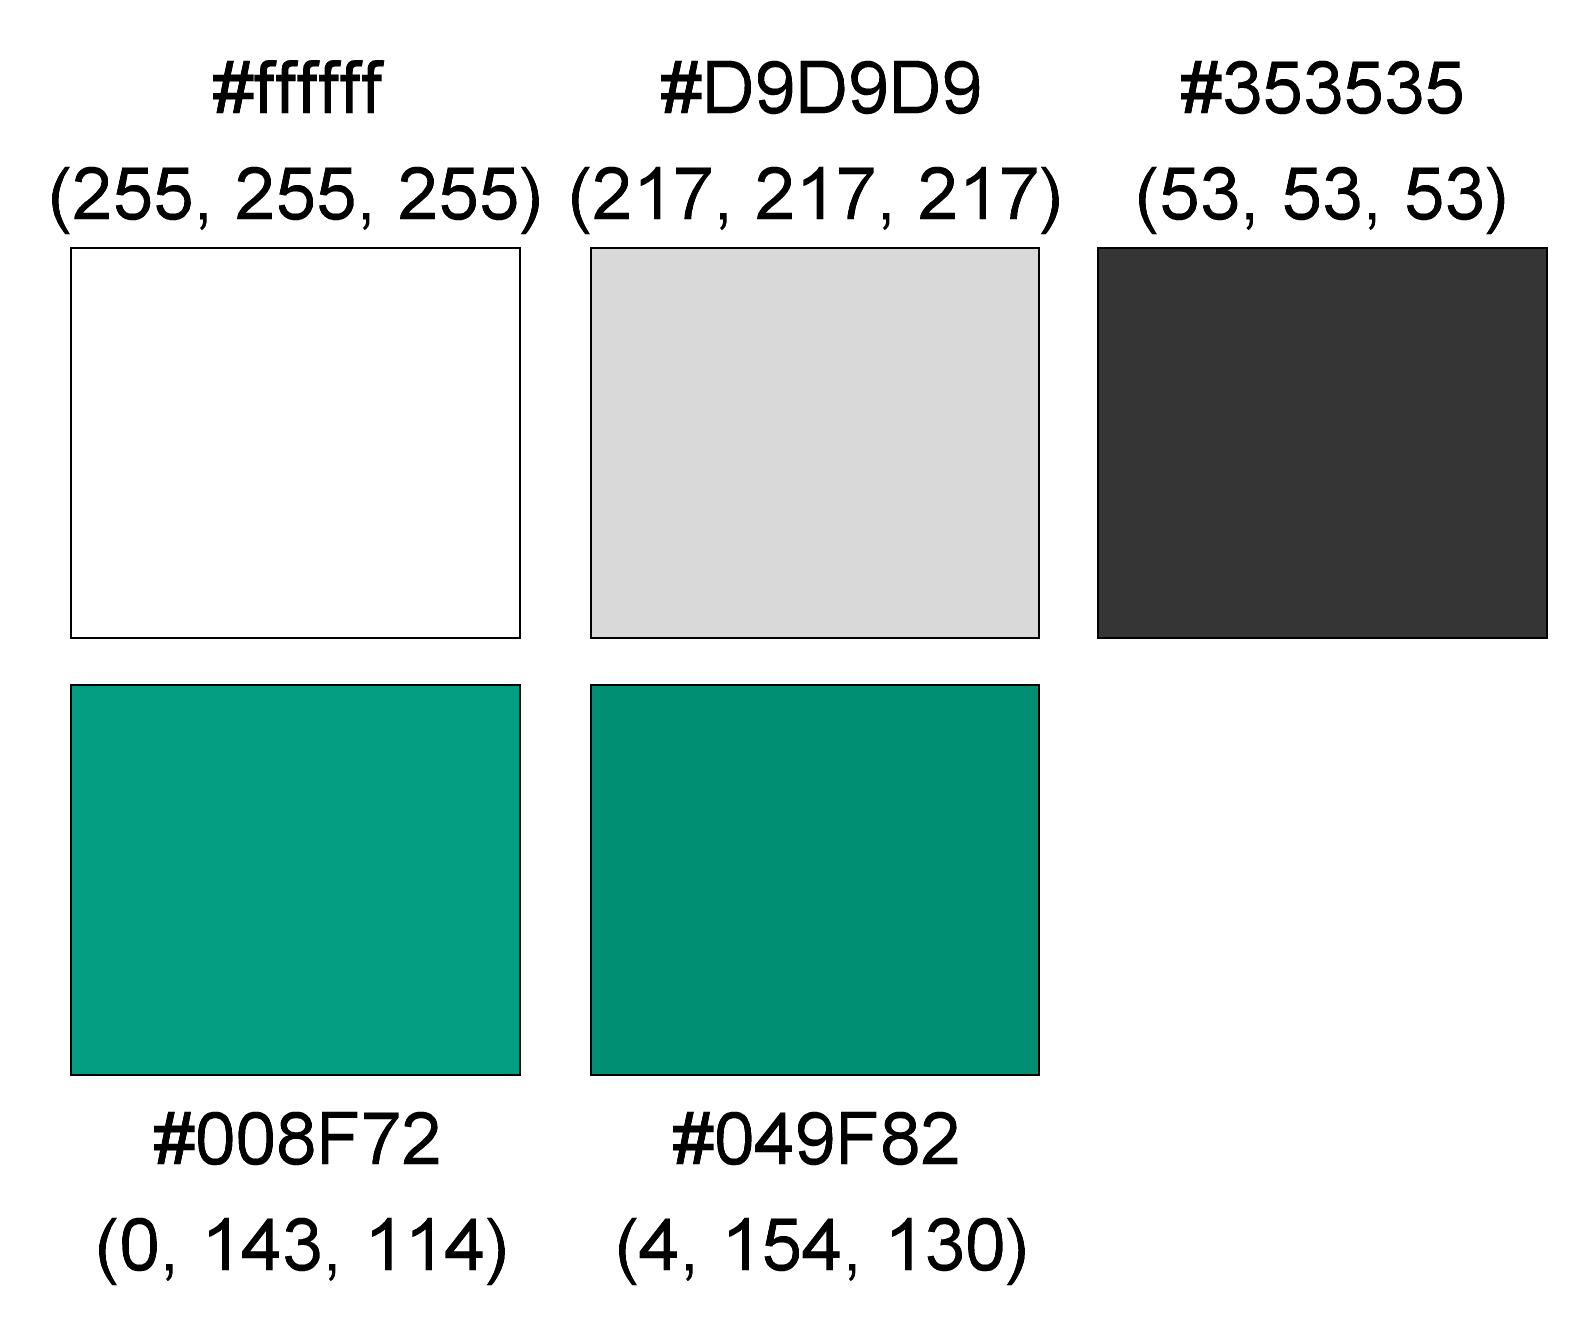 #ffffff
(255, 255, 255)
#D9D9D9
(217, 217, 217)
#353535
(53, 53, 53)
#008F72
(0, 143, 114)
#049F82
(4, 154, 130)